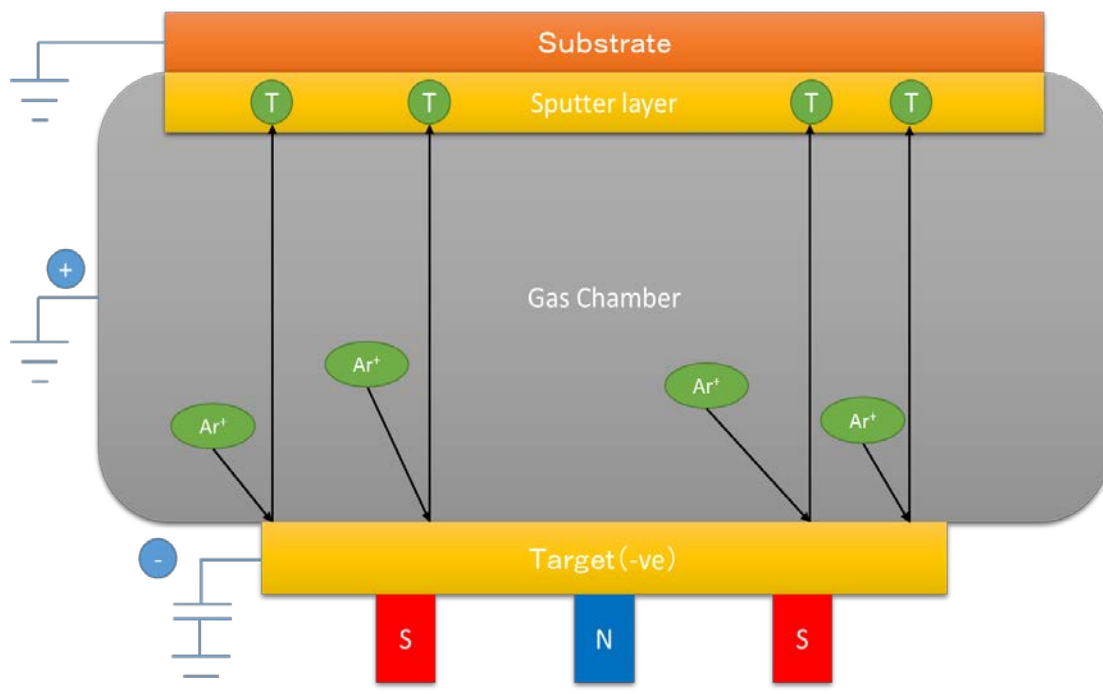 Substrate
T T Sputter layer T T
+
Gas Chamber
Ar⁺
Ar⁺
Ar⁺
Ar⁺
-
Target(-ve)
S N S